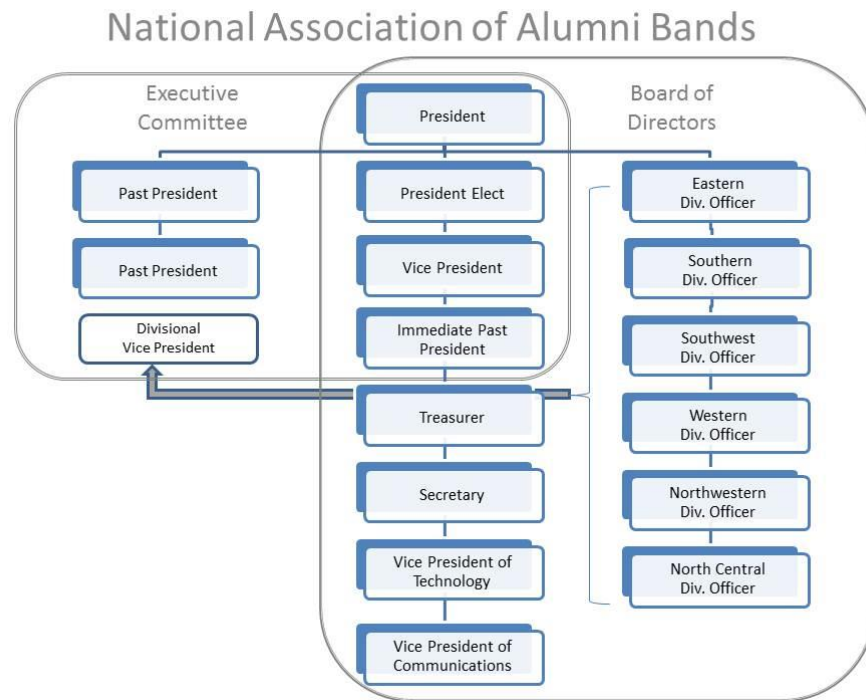 National Association of Alumni Bands
Executive
Committee
Board of
Directors
President
Past President
Past President
Divisional
Vice President
President Elect
Vice President
Immediate Past
President
Treasurer
Secretary
Vice President of
Technology
Vice President of
Communications
Eastern
Div. Officer
Southern
Div. Officer
Southwest
Div. Officer
Western
Div. Officer
Northwestern
Div. Officer
North Central
Div. Officer